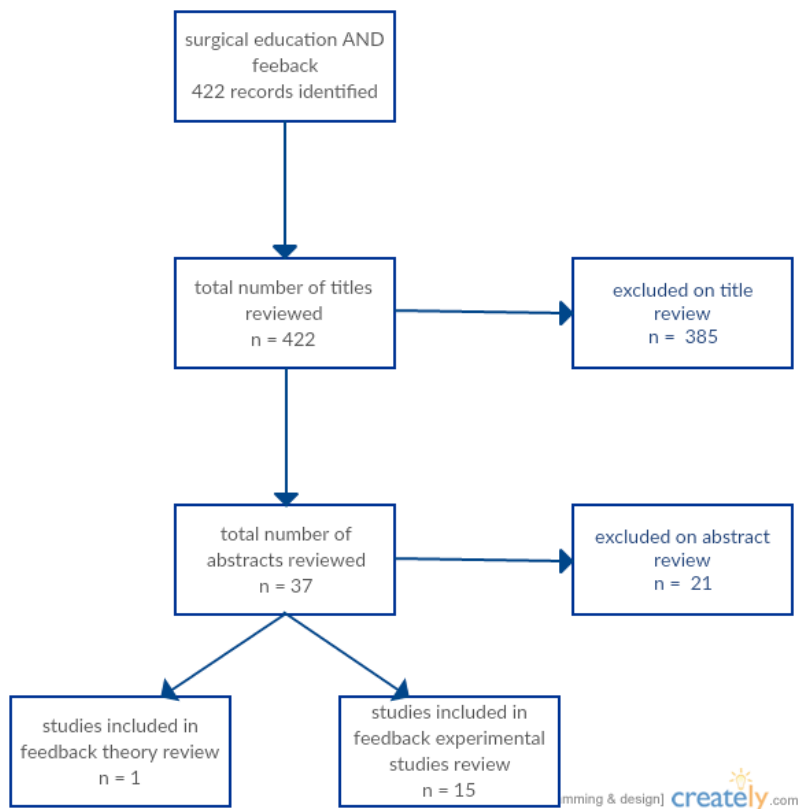 surgical education AND
feeback
422 records identified
total number of titles
reviewed
n = 422
excluded on title
review
n = 385
total number of
abstracts reviewed
n = 37
excluded on abstract
review
n = 21
studies included in
feedback theory review
n = 1
studies included in
feedback experimental
studies review
n = 15
mming & design]
creately.com